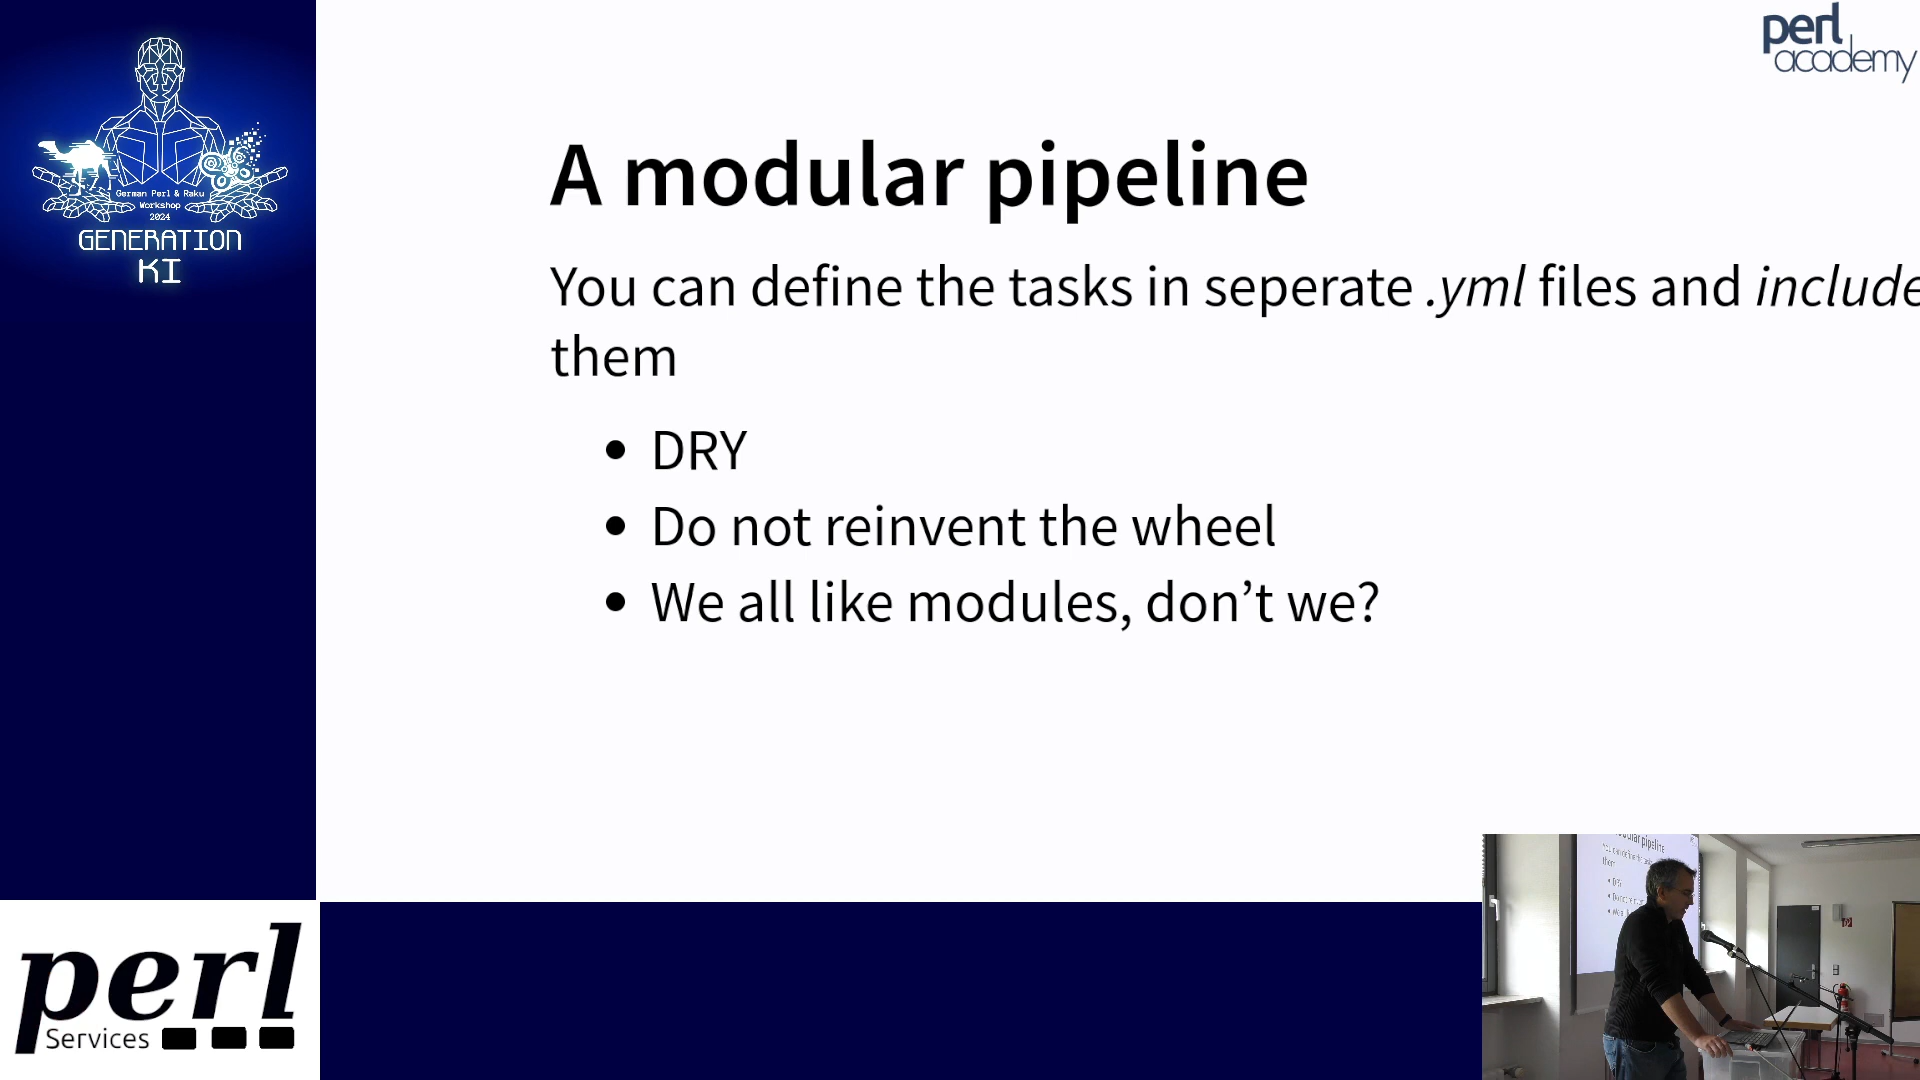 German Perl & Raku
Workshop
2024
GENERATION
KI
perl
academy
A modular pipeline
You can define the tasks in seperate .yml files and include
them
DRY
Do not reinvent the wheel
We all like modules, don’t we?
perl
Services